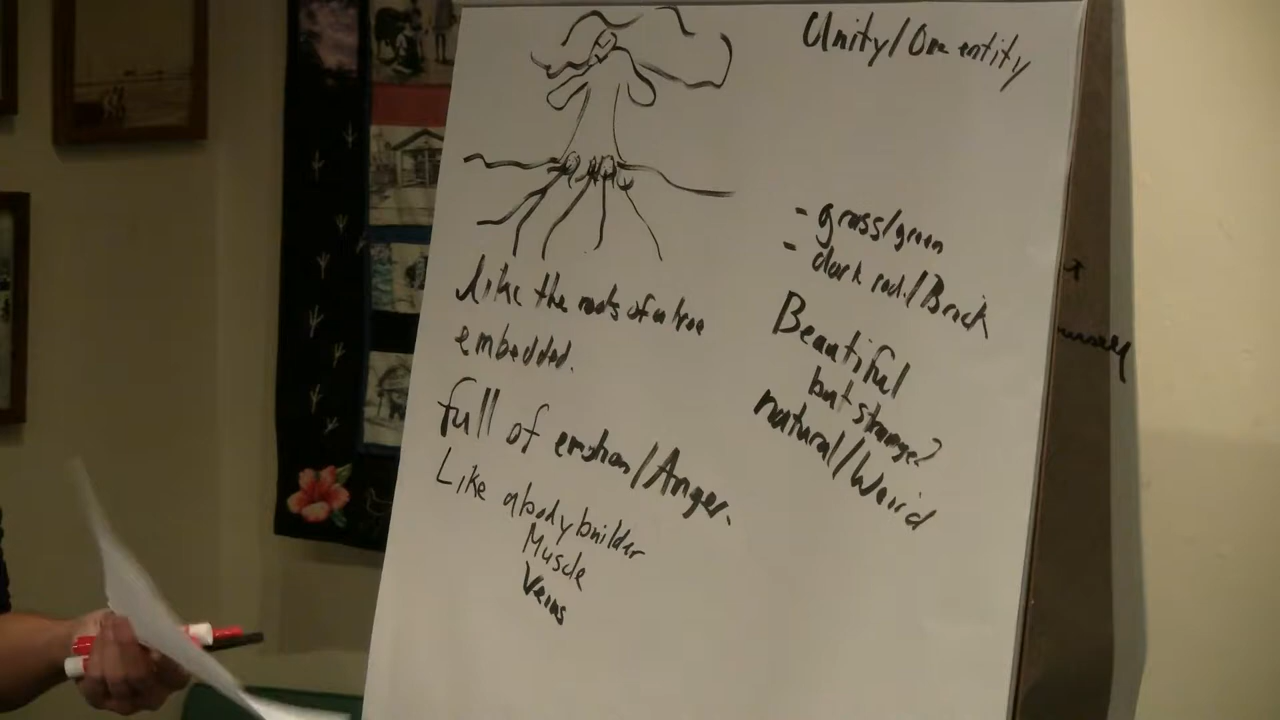 Unity/One entity
Like the roots of a tree
embedded.
full of emotion/Anger.
Like a bodybuilder
Muscle
Veins
- grass/green
- dark red/Brick
Beautiful
but strange?
natural/Weird